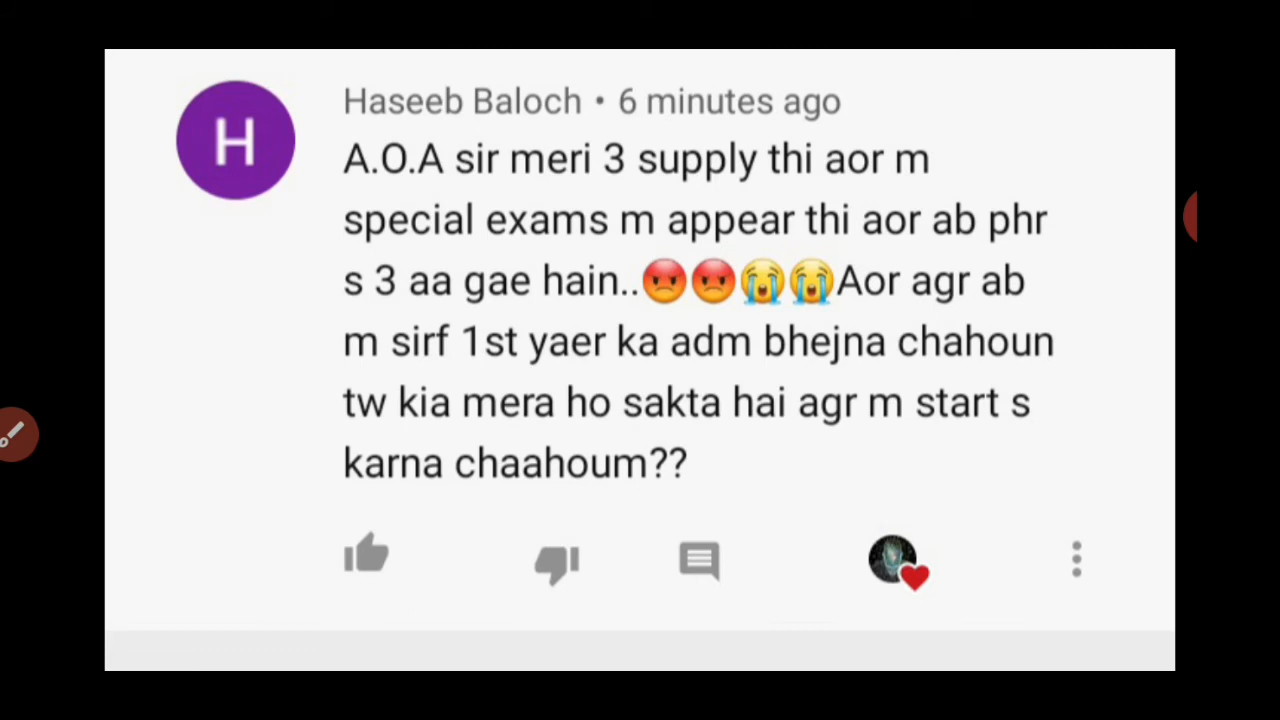 H
Haseeb Baloch • 6 minutes ago
A.O.A sir meri 3 supply thi aor m
special exams m appear thi aor ab phr
s 3 aa gae hain..😡😡😭😭Aor agr ab
m sirf 1st yaer ka adm bhejna chahoun
tw kia mera ho sakta hai agr m start s
karna chaahoum??